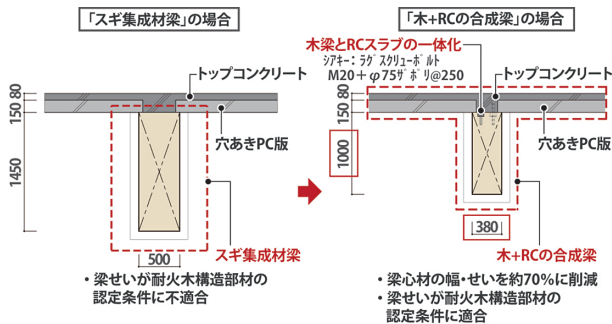 「スギ集成材梁」の場合
トップコンクリート
穴あきPC版
80
150
1450
スギ集成材梁
500
・梁せいが耐火木構造部材の
認定条件に不適合
「木+RCの合成梁」の場合
木梁とRCスラブの一体化
ｼｱｷｰ：ﾗｸﾞｽｸﾘｭｰﾎﾞﾙﾄ
M20＋φ75ｻﾞﾎﾞﾘ@250
トップコンクリート
穴あきPC版
80
150
1000
380
木+RCの合成梁
・梁心材の幅・せいを約70%に削減
・梁せいが耐火木構造部材の
認定条件に適合